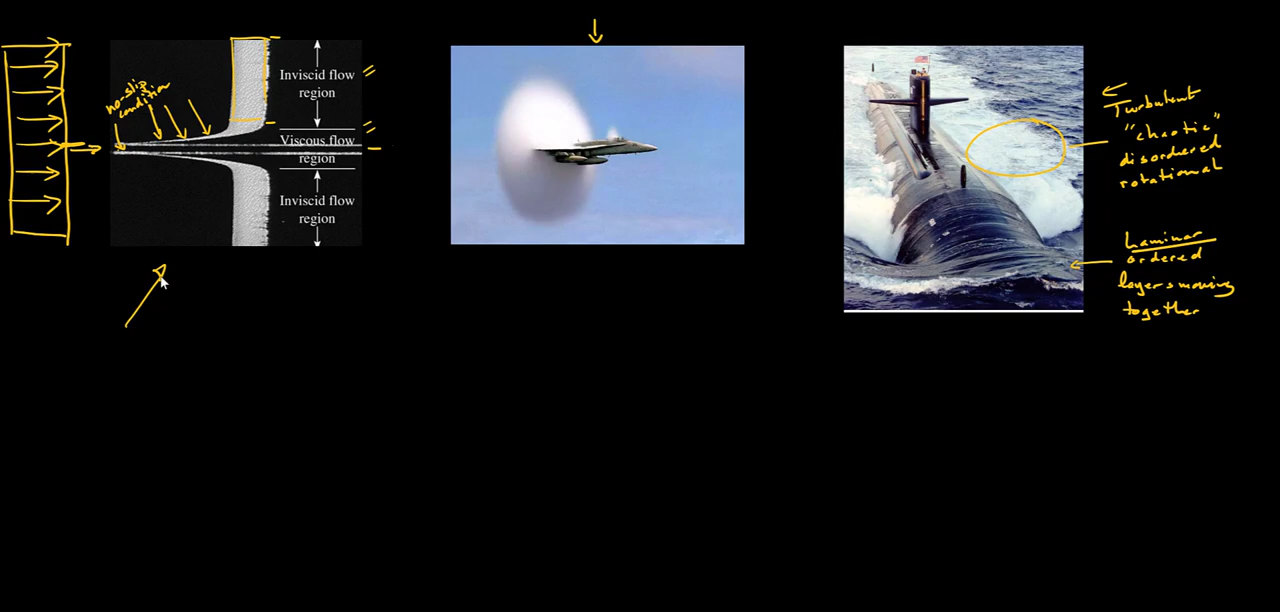 no-slip
condition
Inviscid flow
region
Viscous flow
region
Inviscid flow
region
Turbulent
"chaotic"
disordered
rotational
Laminar
ordered
layers moving
together